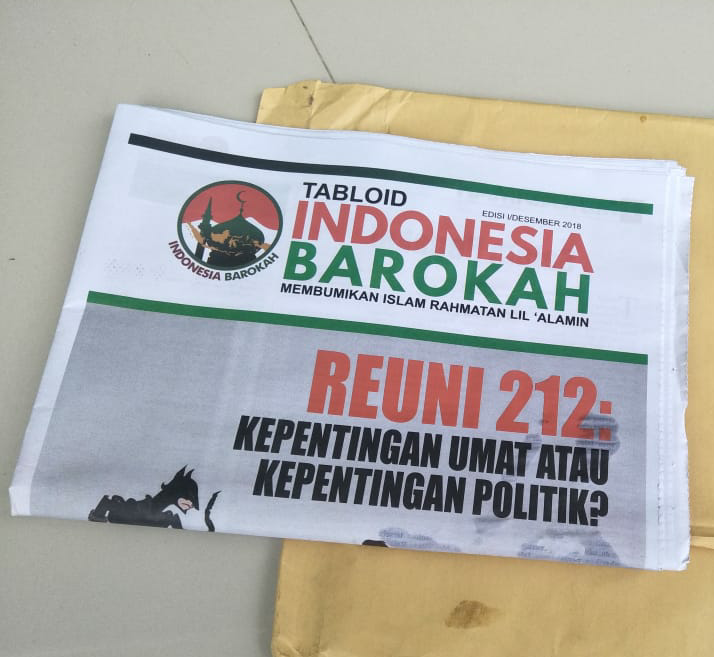 TABLOID
EDISI I/DESEMBER 2018
INDONESIA
BAROKAH
MEMBUMIKAN ISLAM RAHMATAN LIL 'ALAMIN
INDONESIA BAROKAH
REUNI 212:
KEPENTINGAN UMAT ATAU
KEPENTINGAN POLITIK?